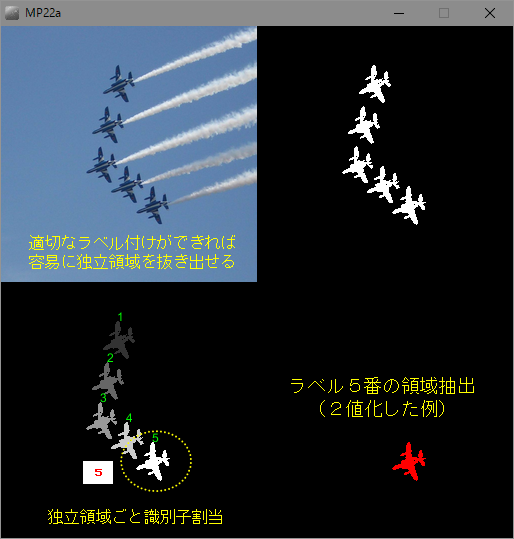 MP22a
適切なラベル付けができれば
容易に独立領域を抜き出せる
1
2
3
4
5
5
独立領域ごと識別子割当
ラベル５番の領域抽出
（２値化した例）